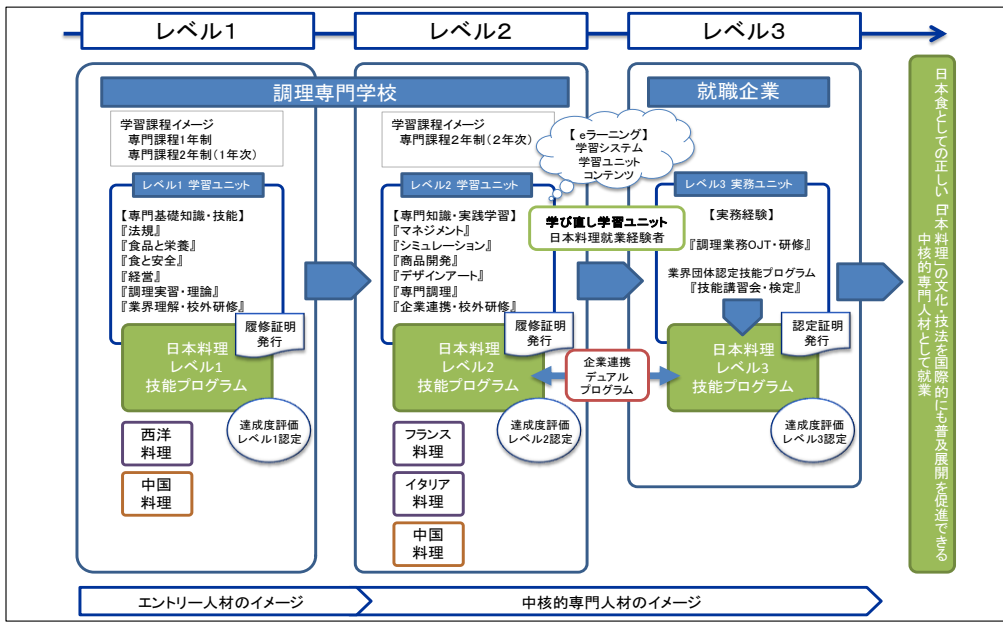 レベル1
レベル2
レベル3
調理専門学校
就職企業
学習課程イメージ
専門課程1年制
専門課程2年制(1年次)
学習課程イメージ
専門課程2年制(2年次)
【 eラーニング】
学習システム
学習ユニット
コンテンツ
レベル1 学習ユニット
【専門基礎知識・技能】
『法規』
『食品と栄養』
『食と安全』
『経営』
『調理実習・理論』
『業界理解・校外研修』
履修証明
発行
日本料理
レベル1
技能プログラム
達成度評価
レベル1認定
西洋
料理
中国
料理
レベル2 学習ユニット
【専門知識・実践学習】
『マネジメント』
『シミュレーション』
『商品開発』
『デザインアート』
『専門調理』
『企業連携・校外研修』
履修証明
発行
日本料理
レベル2
技能プログラム
達成度評価
レベル2認定
フランス
料理
イタリア
料理
中国
料理
学び直し学習ユニット
日本料理就業経験者
企業連携
デュアル
プログラム
レベル3 実務ユニット
【実務経験】
『調理業務OJT・研修』
業界団体認定技能プログラム
『技能講習会・検定』
認定証明
発行
日本料理
レベル3
技能プログラム
達成度評価
レベル3認定
日本食としての正しい「日本料理」の文化・技法を国際的にも普及展開を促進できる
中核的専門人材として就業
エントリー人材のイメージ
中核的専門人材のイメージ